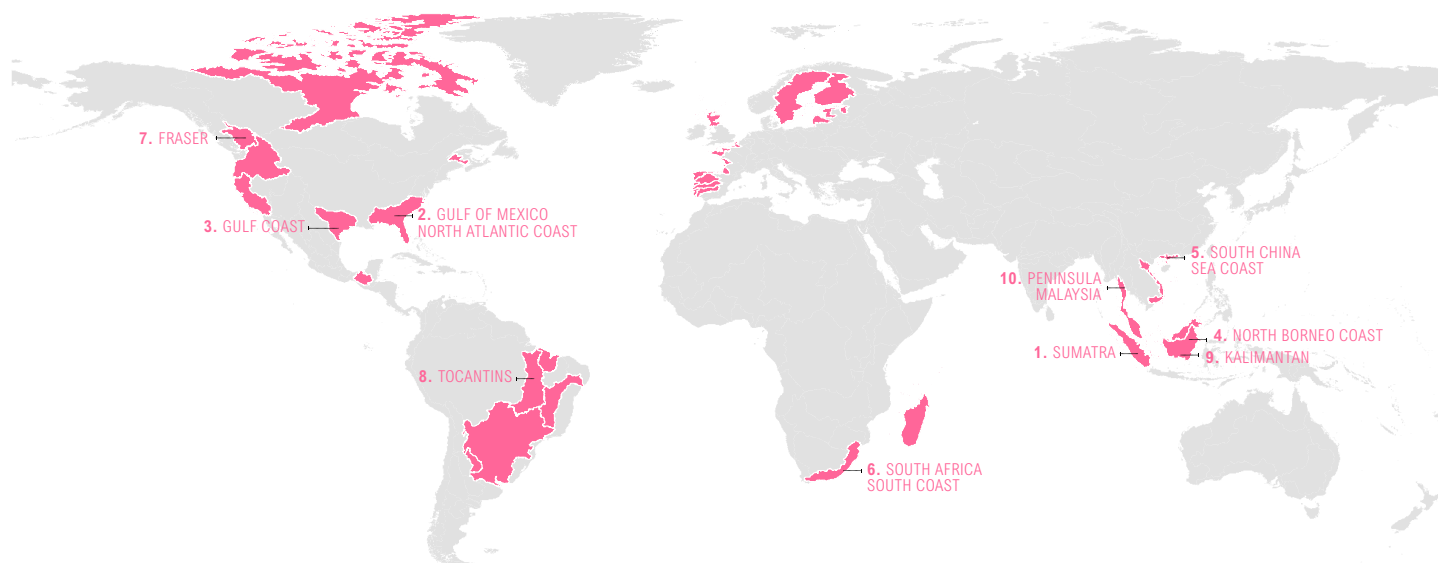 7. FRASER
3. GULF COAST
2. GULF OF MEXICO
NORTH ATLANTIC COAST
5. SOUTH CHINA
SEA COAST
10. PENINSULA
MALAYSIA
4. NORTH BORNEO COAST
1. SUMATRA
9. KALIMANTAN
8. TOCANTINS
6. SOUTH AFRICA
SOUTH COAST